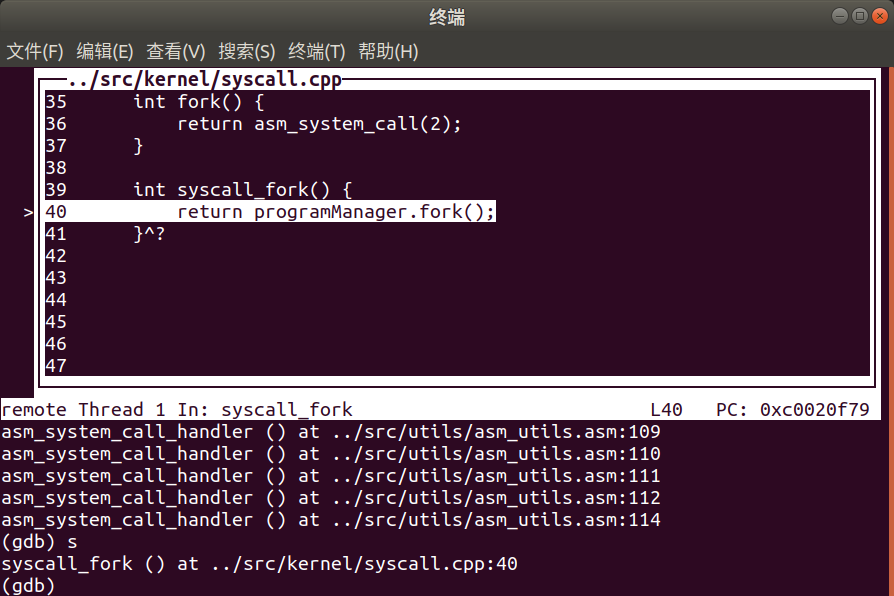 终端
文件(F) 编辑(E) 查看(V) 搜索(S) 终端(T) 帮助(H)
../src/kernel/syscall.cpp
35      int fork() {
36          return asm_system_call(2);
37      }
38
39      int syscall_fork() {
>40          return programManager.fork();
41      }^?
42
43
44
45
46
47
remote Thread 1 In: syscall_fork                           L40   PC: 0xc0020f79
asm_system_call_handler () at ../src/utils/asm_utils.asm:109
asm_system_call_handler () at ../src/utils/asm_utils.asm:110
asm_system_call_handler () at ../src/utils/asm_utils.asm:111
asm_system_call_handler () at ../src/utils/asm_utils.asm:112
asm_system_call_handler () at ../src/utils/asm_utils.asm:114
(gdb) s
syscall_fork () at ../src/kernel/syscall.cpp:40
(gdb)